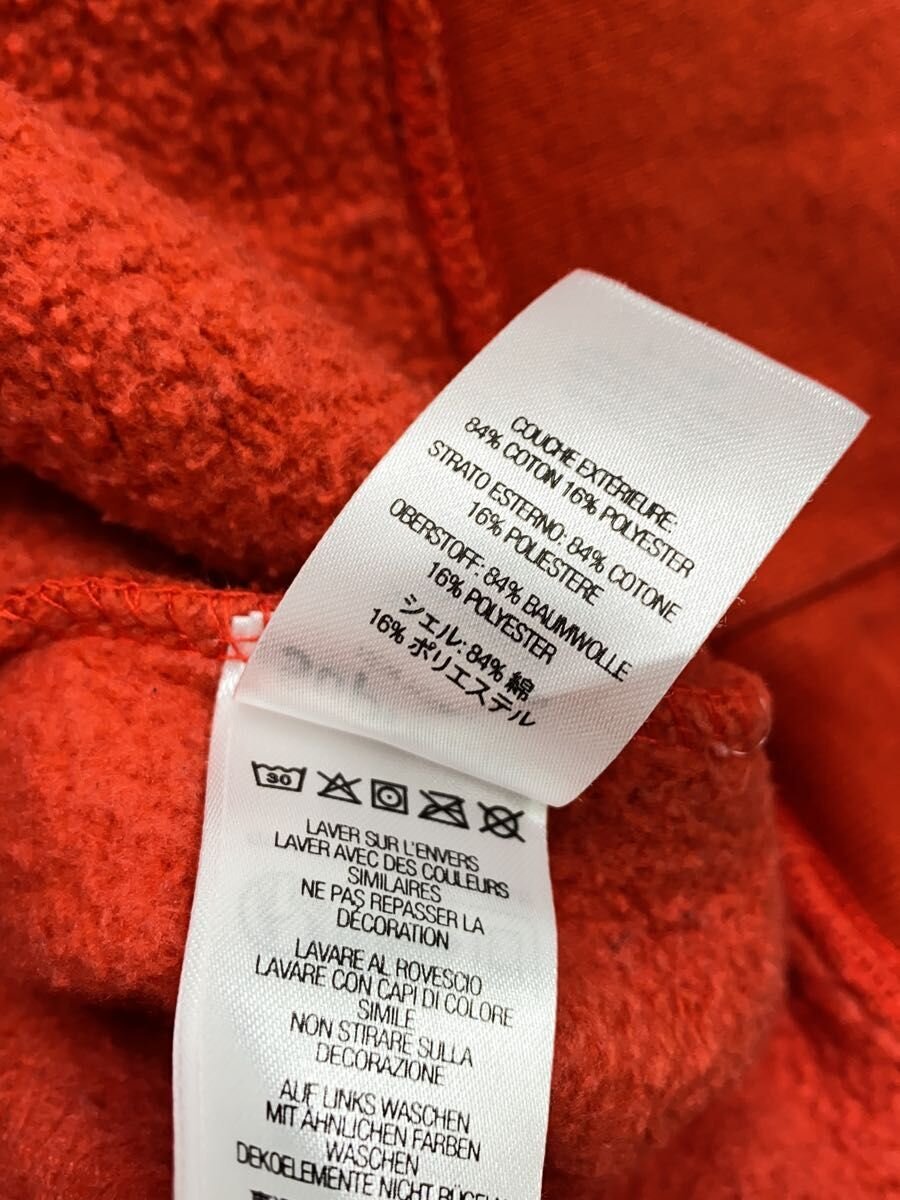 COUCHE EXTÉRIEURE:
84% COTON 16% POLYESTER
STRATO ESTERNO: 84% COTONE
16% POLIESTERE
OBERSTOFF: 84% BAUMWOLLE
16% POLYESTER
シェル: 84% 綿
16% ポリエステル
30
LAVER SUR L'ENVERS
LAVER AVEC DES COULEURS
SIMILAIRES
NE PAS REPASSER LA
DÉCORATION
LAVARE AL ROVESCIO
LAVARE CON CAPI DI COLORE
SIMILE
NON STIRARE SULLA
DECORAZIONE
AUF LINKS WASCHEN
MIT ÄHNLICHEN FARBEN
WASCHEN
DEKOELEMENTE NICHT BÜGELN